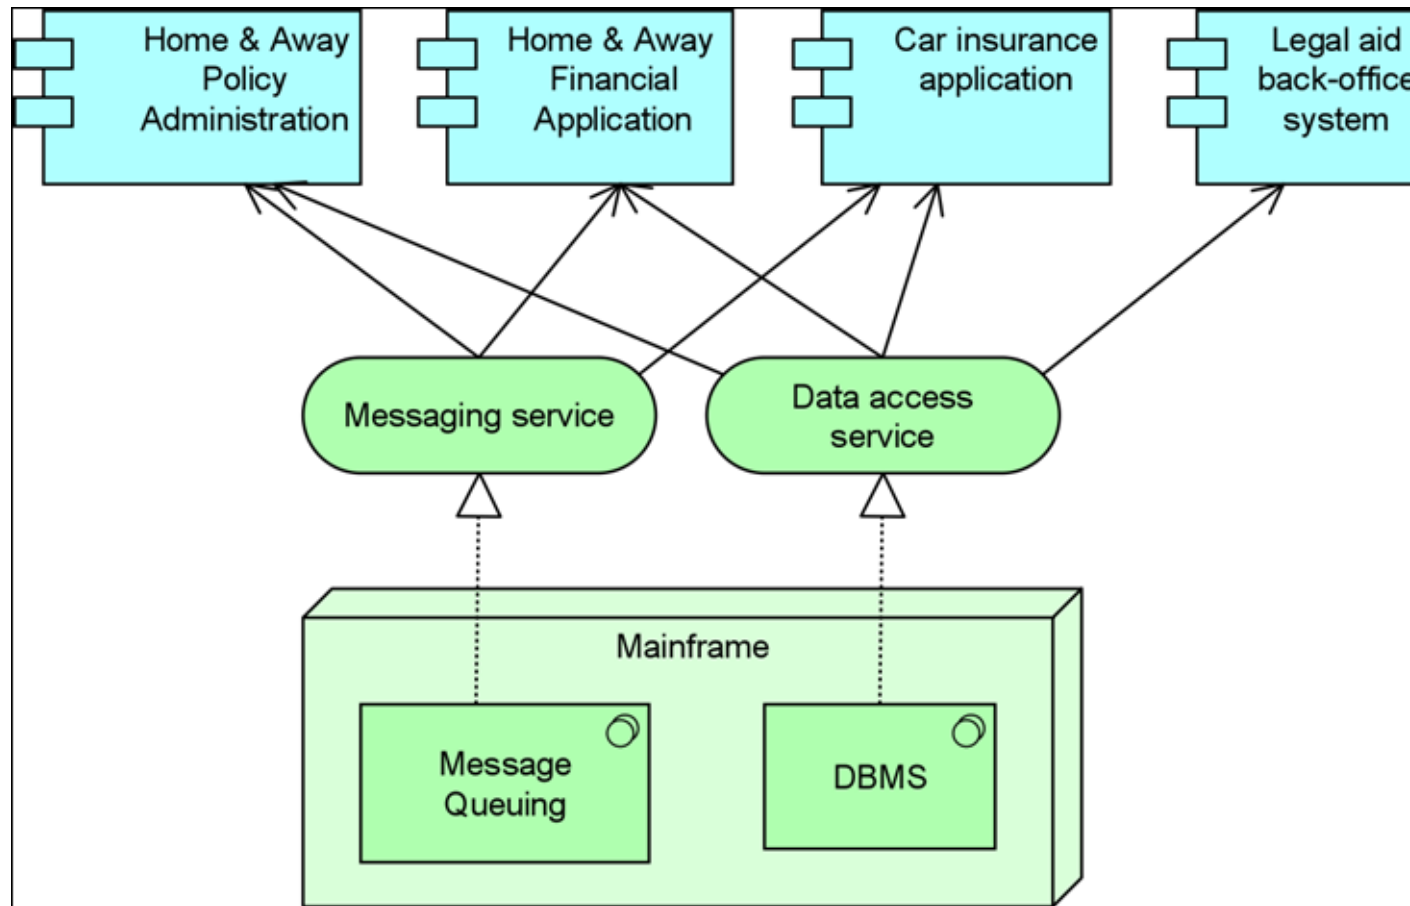 Home & Away
Policy
Administration
Home & Away
Financial
Application
Car insurance
application
Legal aid
back-office
system
Messaging service
Data access
service
Mainframe
Message
Queuing
DBMS